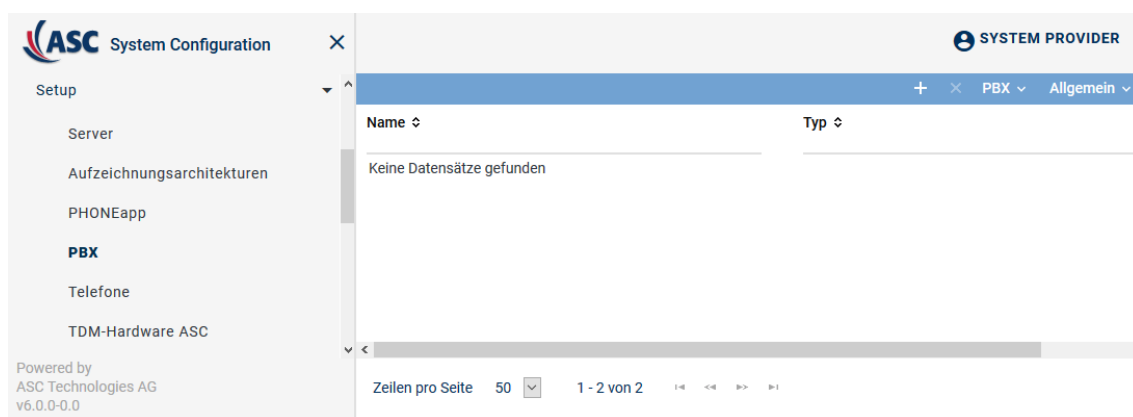 ASC System Configuration
SYSTEM PROVIDER
Setup
Server
Aufzeichnungsarchitekturen
PHONEapp
PBX
Telefone
TDM-Hardware ASC
Powered by
ASC Technologies AG
v6.0.0-0.0
PBX Allgemein
Name Typ
Keine Datensätze gefunden
Zeilen pro Seite 50 1 - 2 von 2